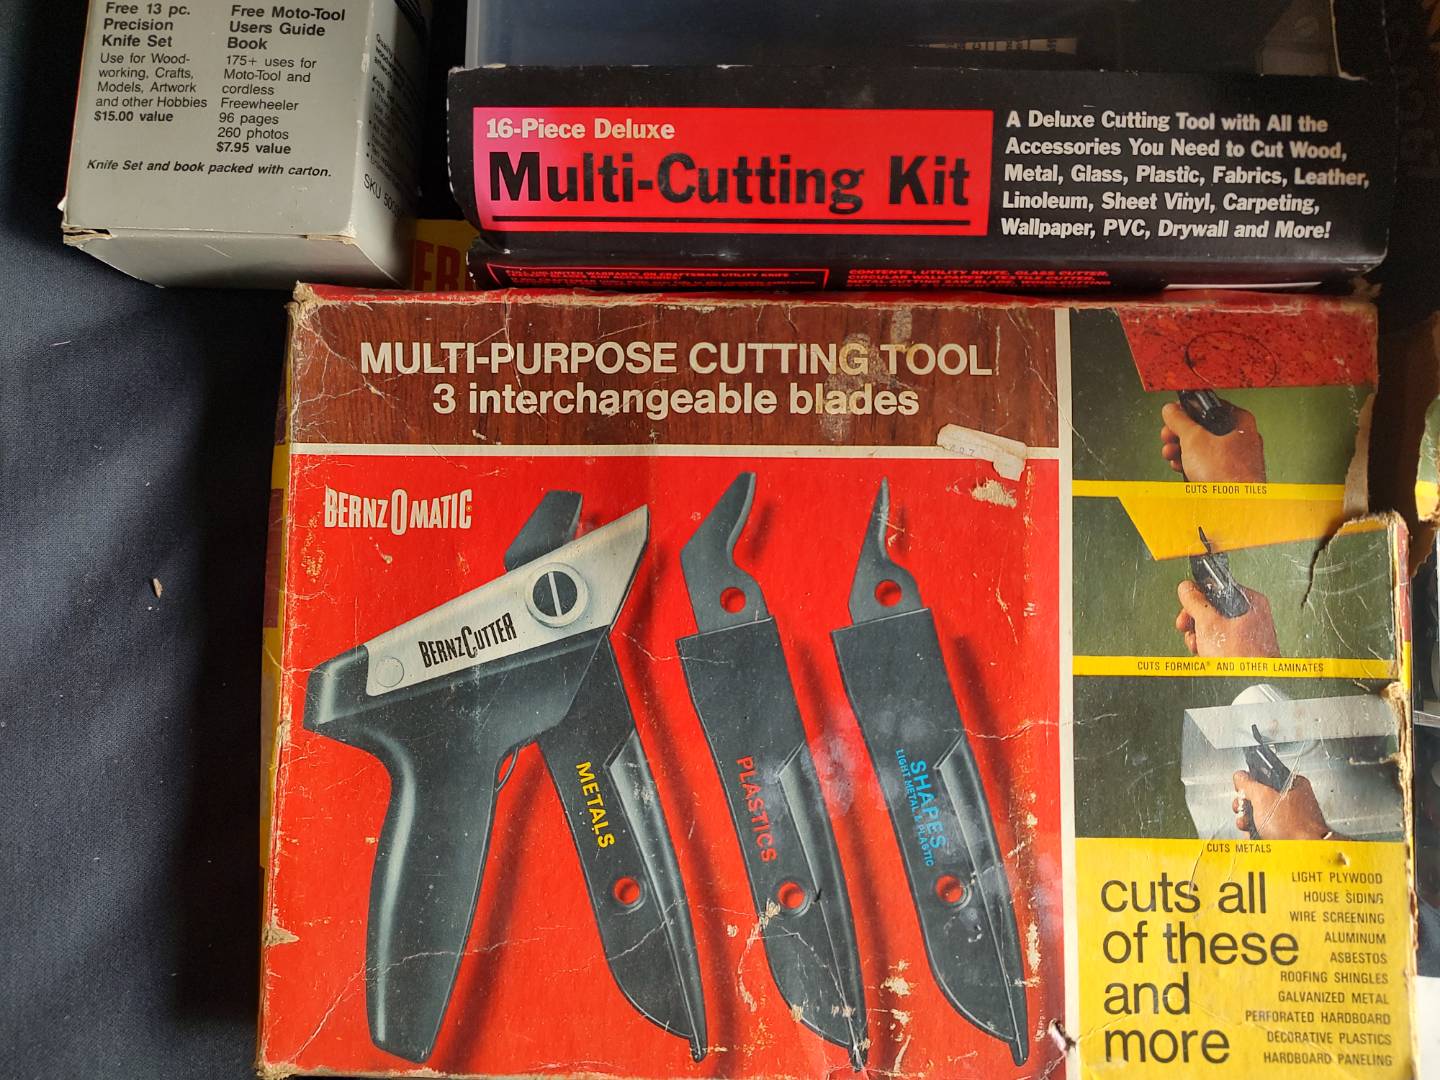 Free 13 pc.
Precision
Knife Set
Use for Wood-
working, Crafts,
Models, Artwork
and other Hobbies
$15.00 value
Free Moto-Tool
Users Guide
Book
175+ uses for
Moto-Tool and
cordless
Freewheeler
96 pages
260 photos
$7.95 value
Knife Set and book packed with carton.
16-Piece Deluxe
Multi-Cutting Kit
A Deluxe Cutting Tool with All the
Accessories You Need to Cut Wood,
Metal, Glass, Plastic, Fabrics, Leather,
Linoleum, Sheet Vinyl, Carpeting,
Wallpaper, PVC, Drywall and More!
CONTENTS: UTILITY KNIFE, GLASS CUTTER,
MULTI-PURPOSE CUTTING TOOL
3 interchangeable blades
BERNZOMATIC
BERNZCUTTER
METALS
PLASTICS
SHAPES
LIGHT METAL & PLASTIC
CUTS FLOOR TILES
CUTS FORMICA® AND OTHER LAMINATES
CUTS METALS
cuts all
of these
and
more
LIGHT PLYWOOD
HOUSE SIDING
WIRE SCREENING
ALUMINUM
ASBESTOS
ROOFING SHINGLES
GALVANIZED METAL
PERFORATED HARDBOARD
DECORATIVE PLASTICS
HARDBOARD PANELING